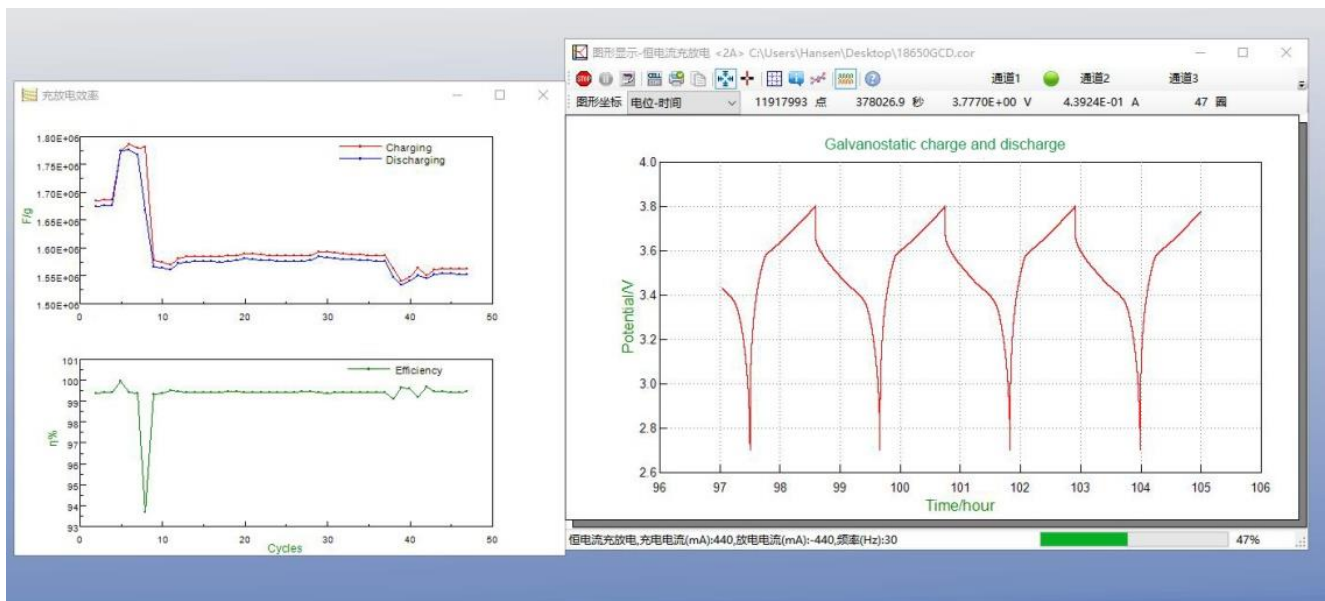 充放电效率
1.80E+06
1.75E+06
1.70E+06
1.65E+06
1.60E+06
1.55E+06
1.50E+06
F/g
Charging
Discharging
0 10 20 30 40 50
101
100
99
98
97
96
95
94
93
η%
Efficiency
0 10 20 30 40 50
Cycles
图形显示-恒电流充放电 <2A> C:\Users\Hansen\Desktop\18650GCD.cor
STOP 通道1 通道2 通道3
图形坐标 电位-时间 11917993 点 378026.9 秒 3.7770E+00 V 4.3924E-01 A 47 圈
Galvanostatic charge and discharge
4.0
3.8
3.6
3.4
3.2
3.0
2.8
2.6
Potential/V
96 97 98 99 100 101 102 103 104 105 106
Time/hour
恒电流充放电,充电电流(mA):440,放电电流(mA):-440,频率(Hz):30 47%